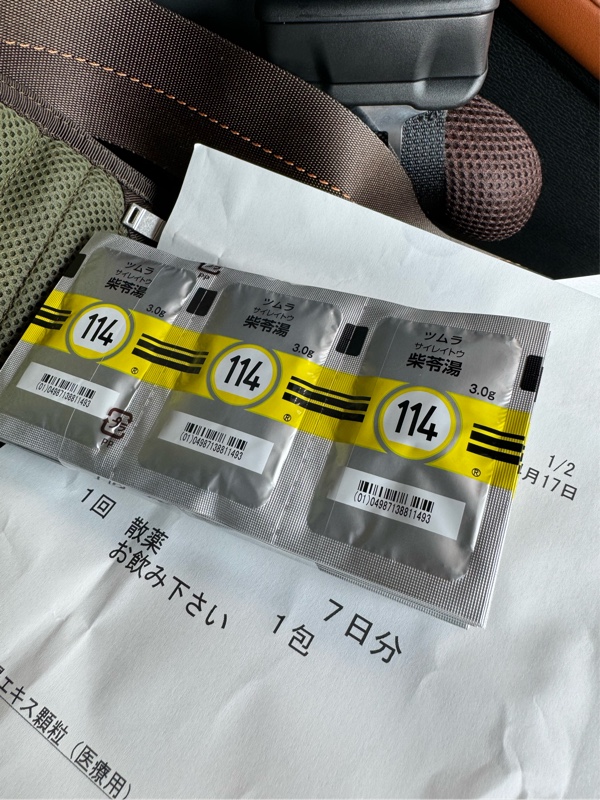 ツムラ
サイレイトウ
柴苓湯
3.0g
114
®
(01)04987138811493
プラ
PP
ツムラ
サイレイトウ
柴苓湯
3.0g
114
®
(01)04987138811493
PP
ツムラ
サイレイトウ
柴苓湯
3.0g
114
®
(01)04987138811493
1/2
月17日
1回 散薬 1包
お飲み下さい
7日分
エキス顆粒（医療用）